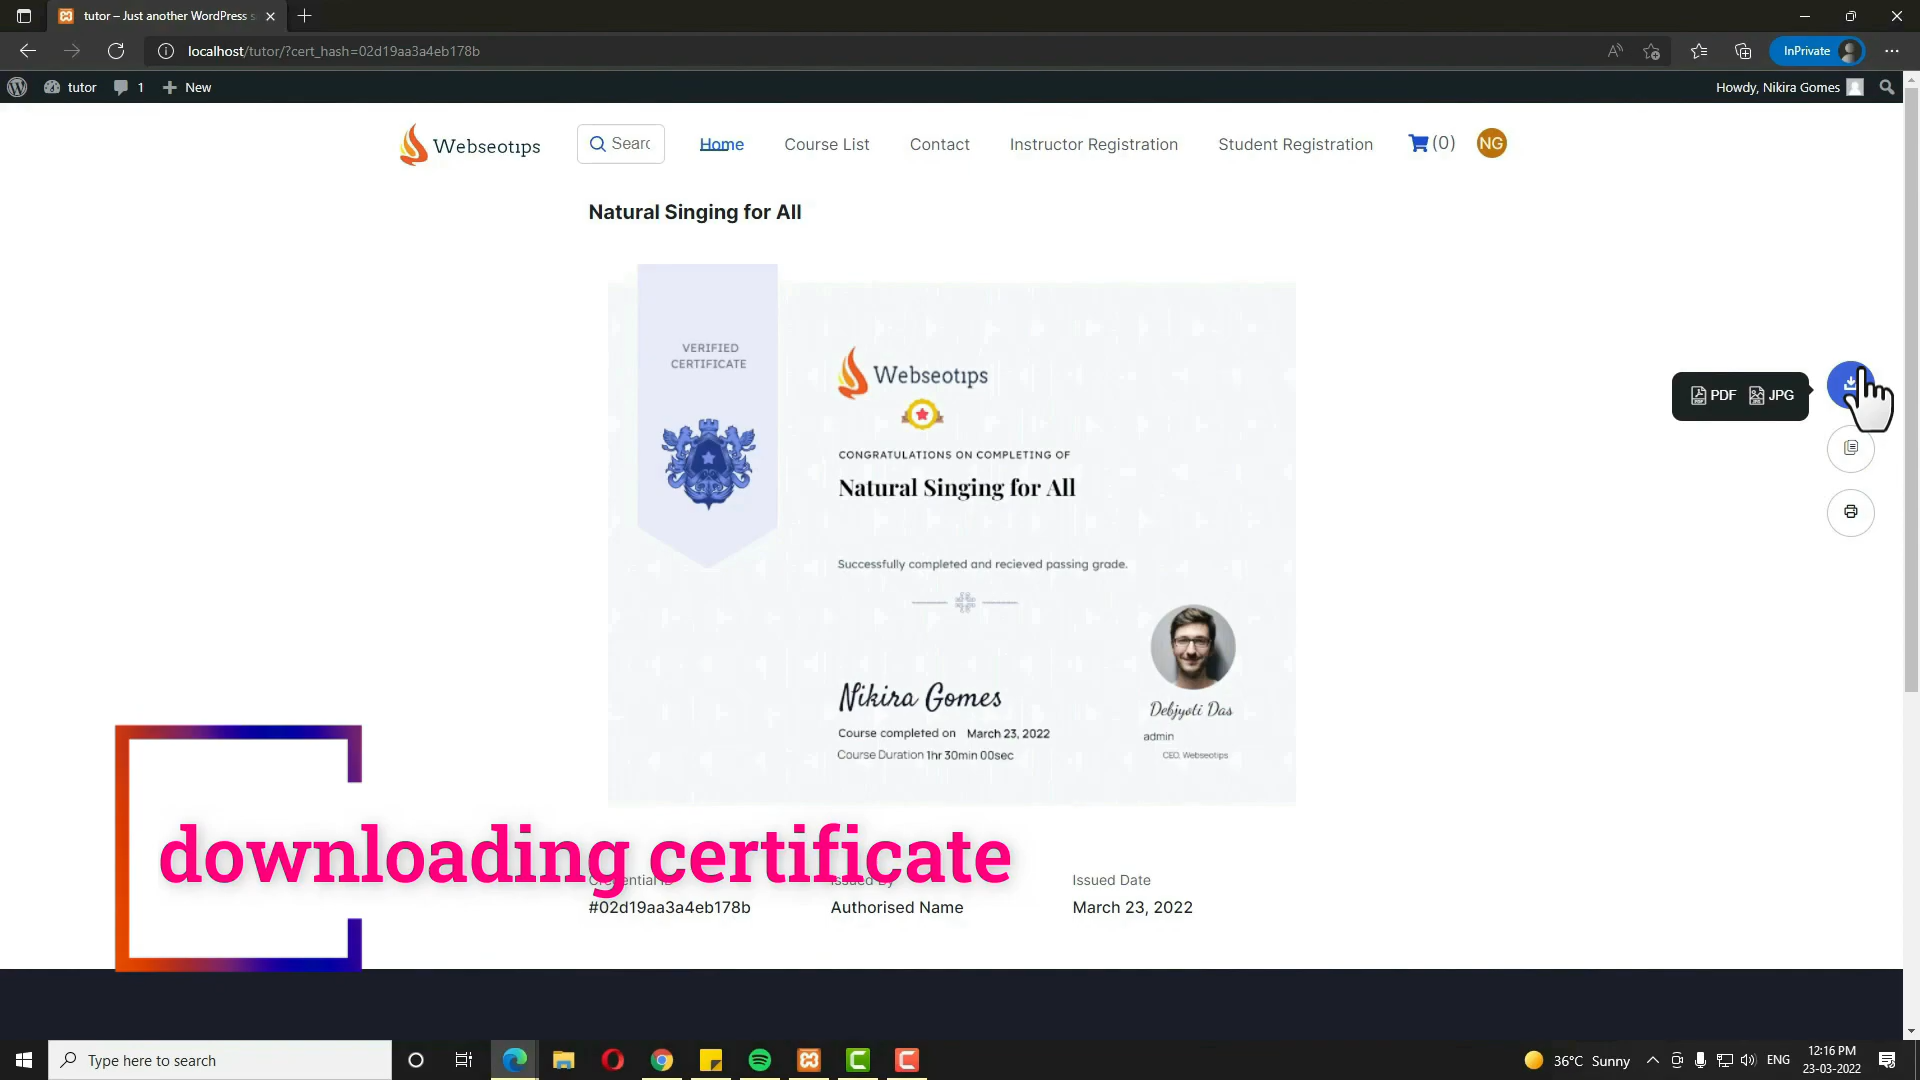 tutor – Just another WordPress s
localhost/tutor/?cert_hash=02d19aa3a4eb178b
InPrivate
tutor 1 New
Howdy, Nikira Gomes
Webseotips
Searc
Home Course List Contact Instructor Registration Student Registration (0) NG
Natural Singing for All
VERIFIED
CERTIFICATE
Webseotips
CONGRATULATIONS ON COMPLETING OF
Natural Singing for All
Successfully completed and recieved passing grade.
Nikira Gomes
Course completed on March 23, 2022
Course Duration 1hr 30min 00sec
Debjyoti Das
admin
CEO, Webseotips
PDF JPG
downloading certificate
Credential ID Issued By Issued Date
#02d19aa3a4eb178b Authorised Name March 23, 2022
Type here to search
36°C Sunny
ENG
12:16 PM
23-03-2022